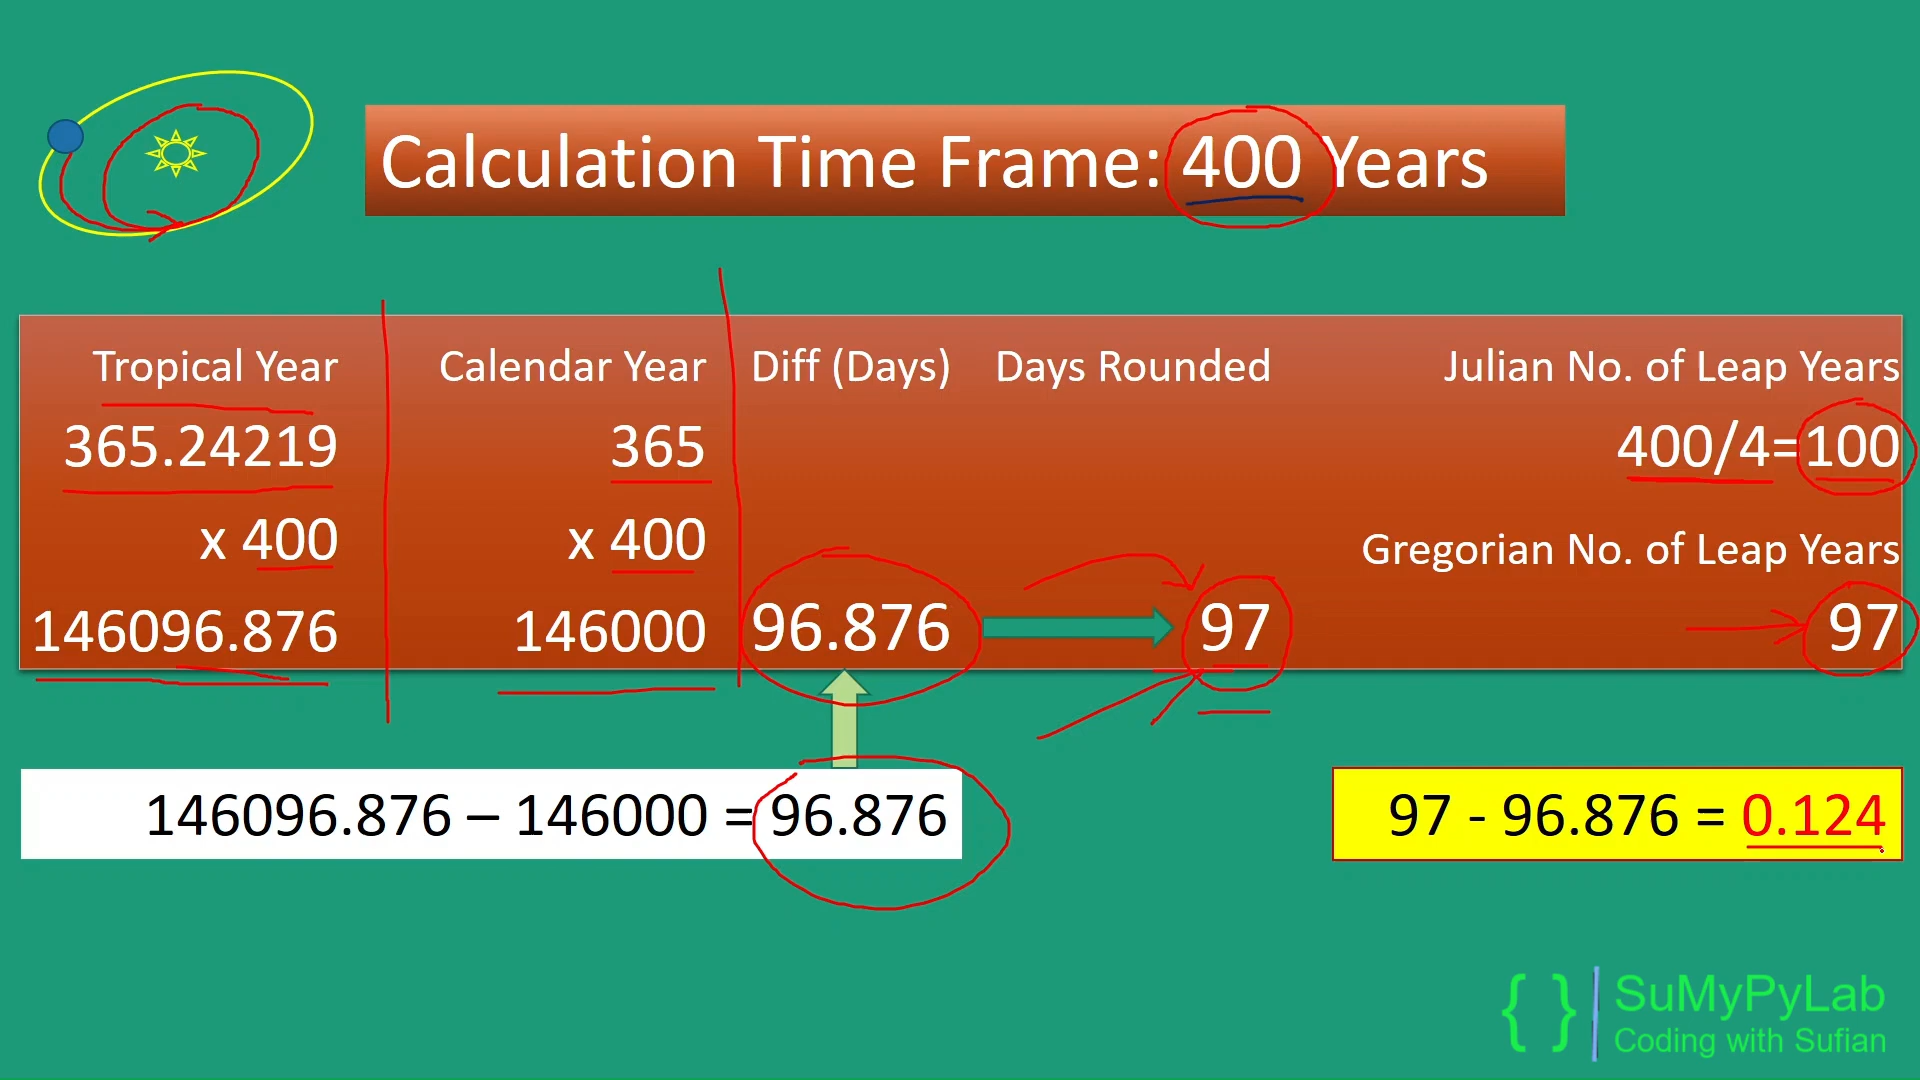 Calculation Time Frame: 400 Years
Tropical Year
365.24219
x 400
146096.876
Calendar Year
365
x 400
146000
Diff (Days)
96.876
Days Rounded
97
Julian No. of Leap Years
400/4=100
Gregorian No. of Leap Years
97
146096.876 – 146000 = 96.876
97 - 96.876 = 0.124
{ } SuMyPyLab
Coding with Sufian